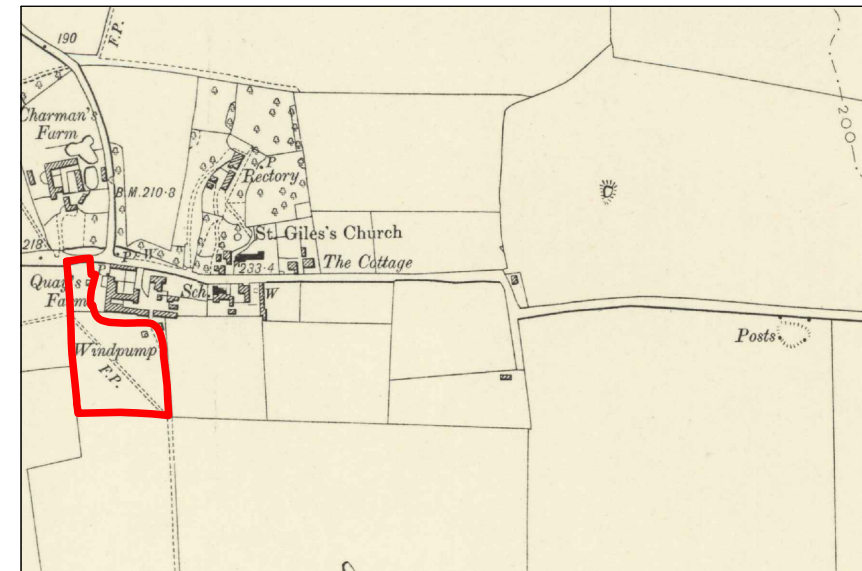 190
F.P.
Charman's
Farm
B.M. 210·8
P
Rectory
200
C
St. Giles's Church
218
P.
W
233·4
The Cottage
P
Quay's
Farm
Sch.
W
Posts
Windpump
F.P.